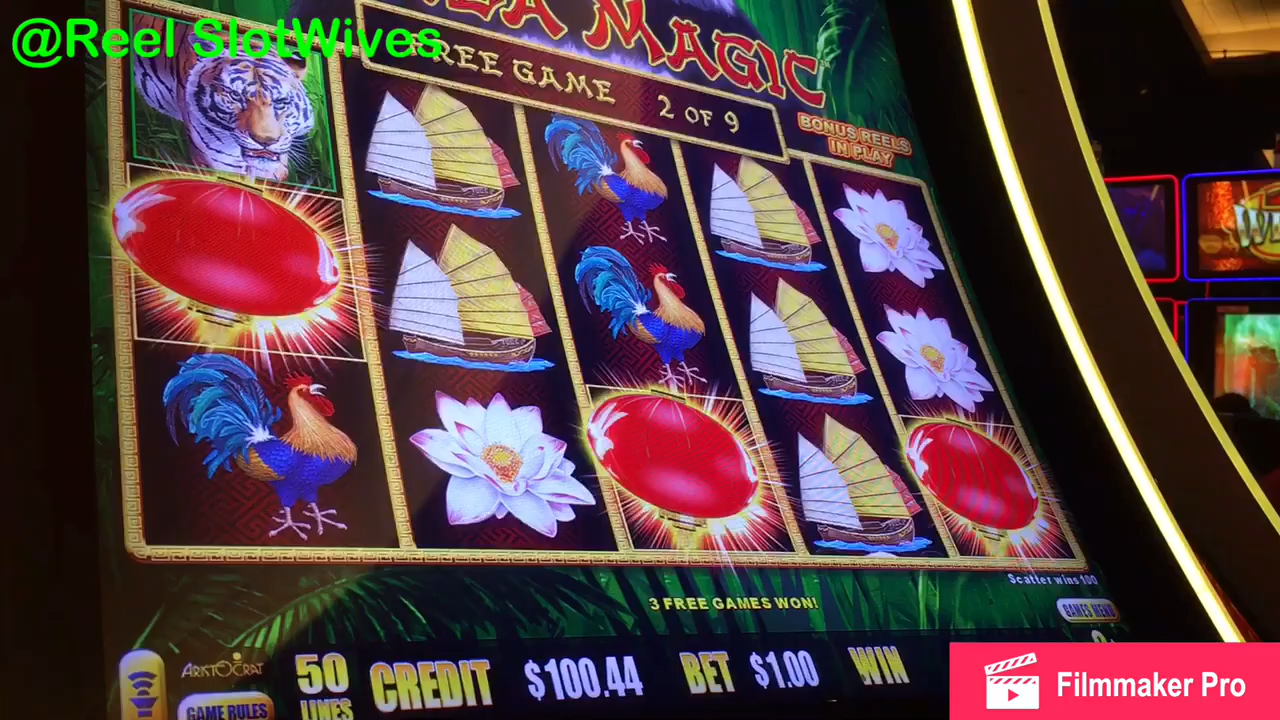 @Reel SlotWives
MAGIC
FREE GAME 2 OF 9
BONUS REELS
IN PLAY
Scatter wins 100
3 FREE GAMES WON!
GAMES MENU
ARISTOCRAT
50
LINES
CREDIT $100.44
BET $1.00
WIN
GAME RULES
Filmmaker Pro